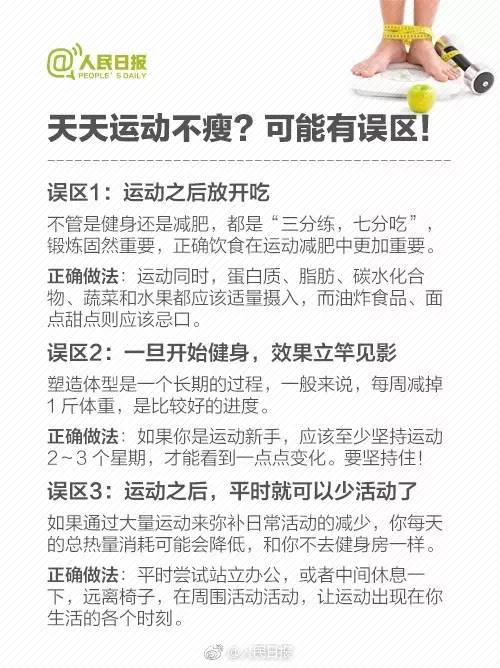 @人民日报
PEOPLE'S DAILY
天天运动不瘦？可能有误区！
误区1：运动之后放开吃
不管是健身还是减肥，都是“三分练，七分吃”，
锻炼固然重要，正确饮食在运动减肥中更加重要。
正确做法：运动同时，蛋白质、脂肪、碳水化合
物、蔬菜和水果都应该适量摄入，而油炸食品、面
点甜点则应该忌口。
误区2：一旦开始健身，效果立竿见影
塑造体型是一个长期的过程，一般来说，每周减掉
1斤体重，是比较好的进度。
正确做法：如果你是运动新手，应该至少坚持运动
2~3个星期，才能看到一点点变化。要坚持住！
误区3：运动之后，平时就可以少活动了
如果通过大量运动来弥补日常活动的减少，你每天
的总热量消耗可能会降低，和你不去健身房一样。
正确做法：平时尝试站立办公，或者中间休息一
下，远离椅子，在周围活动活动，让运动出现在你
生活的各个时刻。
@人民日报